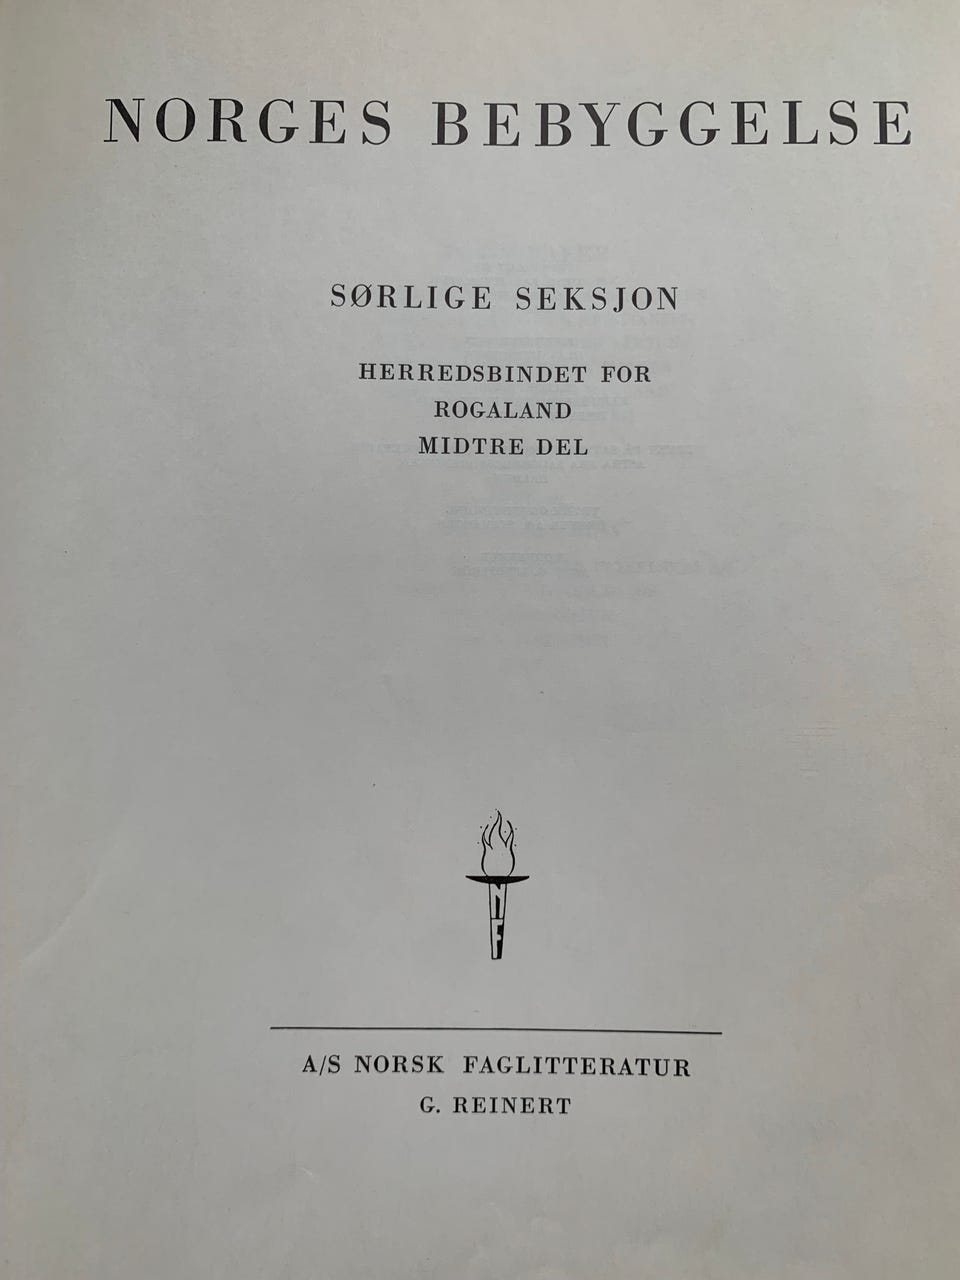 NORGES BEBYGGELSE
SØRLIGE SEKSJON
HERREDSBINDET FOR
ROGALAND
MIDTRE DEL
N
F
A/S NORSK FAGLITTERATUR
G. REINERT